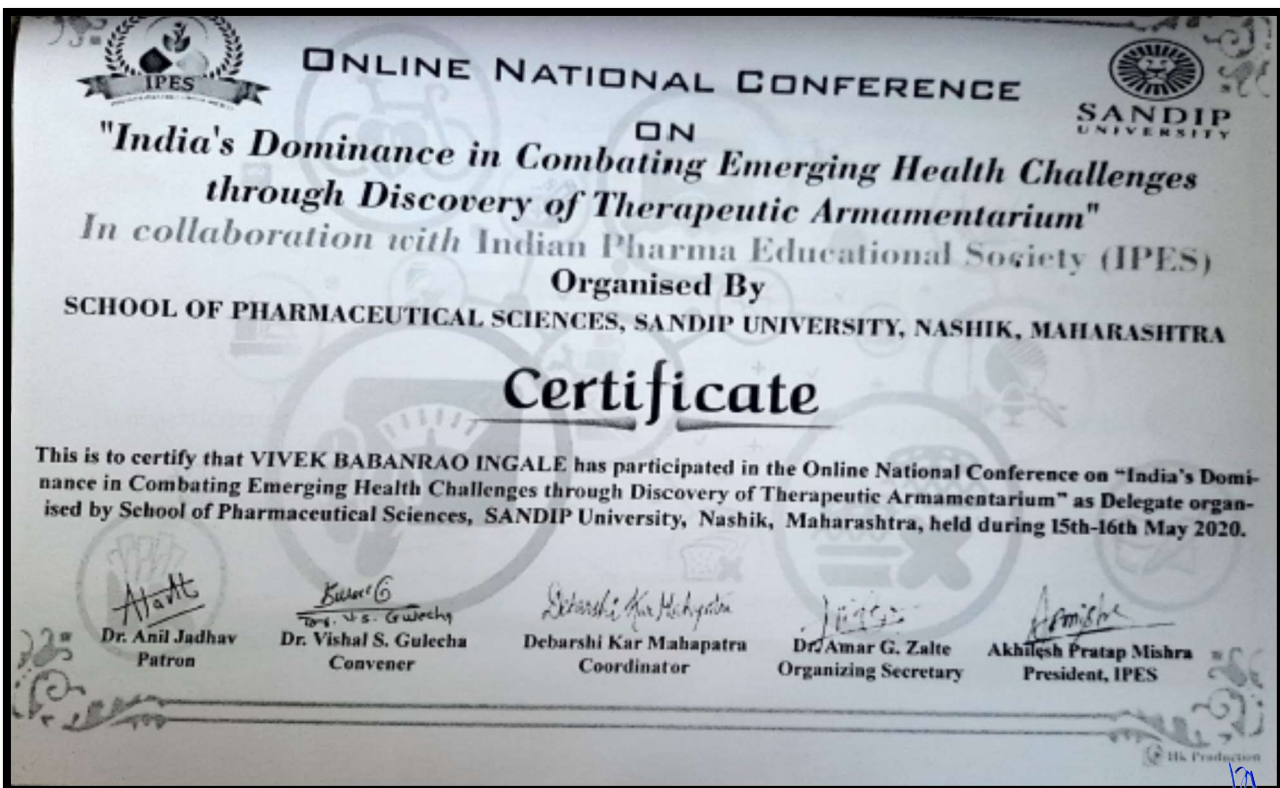 IPES
ONLINE NATIONAL CONFERENCE
SANDIP
UNIVERSITY
ON
"India's Dominance in Combating Emerging Health Challenges
through Discovery of Therapeutic Armamentarium"
In collaboration with Indian Pharma Educational Society (IPES)
Organised By
SCHOOL OF PHARMACEUTICAL SCIENCES, SANDIP UNIVERSITY, NASHIK, MAHARASHTRA
Certificate
This is to certify that VIVEK BABANRAO INGALE has participated in the Online National Conference on “India's Domi-
nance in Combating Emerging Health Challenges through Discovery of Therapeutic Armamentarium” as Delegate organ-
ised by School of Pharmaceutical Sciences, SANDIP University, Nashik, Maharashtra, held during 15th-16th May 2020.
Debarshi Kar Mahapatra
Dr. Anil Jadhav
Patron
Dr. Vishal S. Gulecha
Convener
Debarshi Kar Mahapatra
Coordinator
Dr. Amar G. Zalte
Organizing Secretary
Akhilesh Pratap Mishra
President, IPES
Production